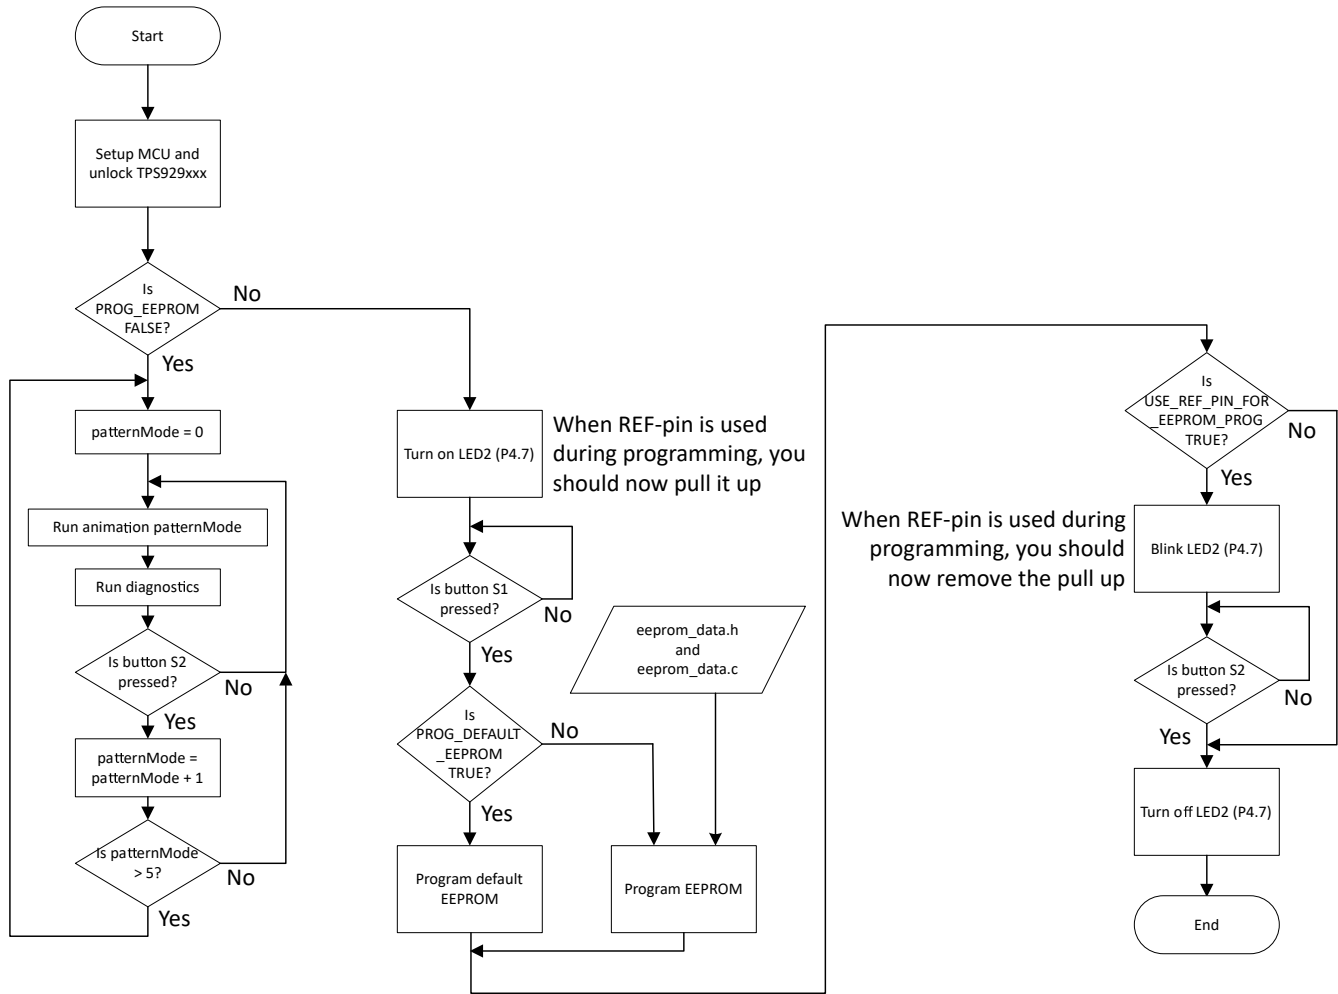 Start
Setup MCU and
unlock TPS929xxx
Is
PROG_EEPROM
FALSE?
No
Yes
patternMode = 0
Run animation patternMode
Run diagnostics
Is button S2
pressed?
No
Yes
patternMode =
patternMode + 1
Is patternMode
> 5?
No
Yes
Turn on LED2 (P4.7)
When REF-pin is used
during programming, you
should now pull it up
Is button S1
pressed?
No
Yes
eeprom_data.h
and
eeprom_data.c
Is
PROG_DEFAULT
_EEPROM
TRUE?
No
Yes
Program default
EEPROM
Program EEPROM
Is
USE_REF_PIN_FOR
_EEPROM_PROG
TRUE?
No
Yes
When REF-pin is used during
programming, you should
now remove the pull up
Blink LED2 (P4.7)
Is button S2
pressed?
No
Yes
Turn off LED2 (P4.7)
End